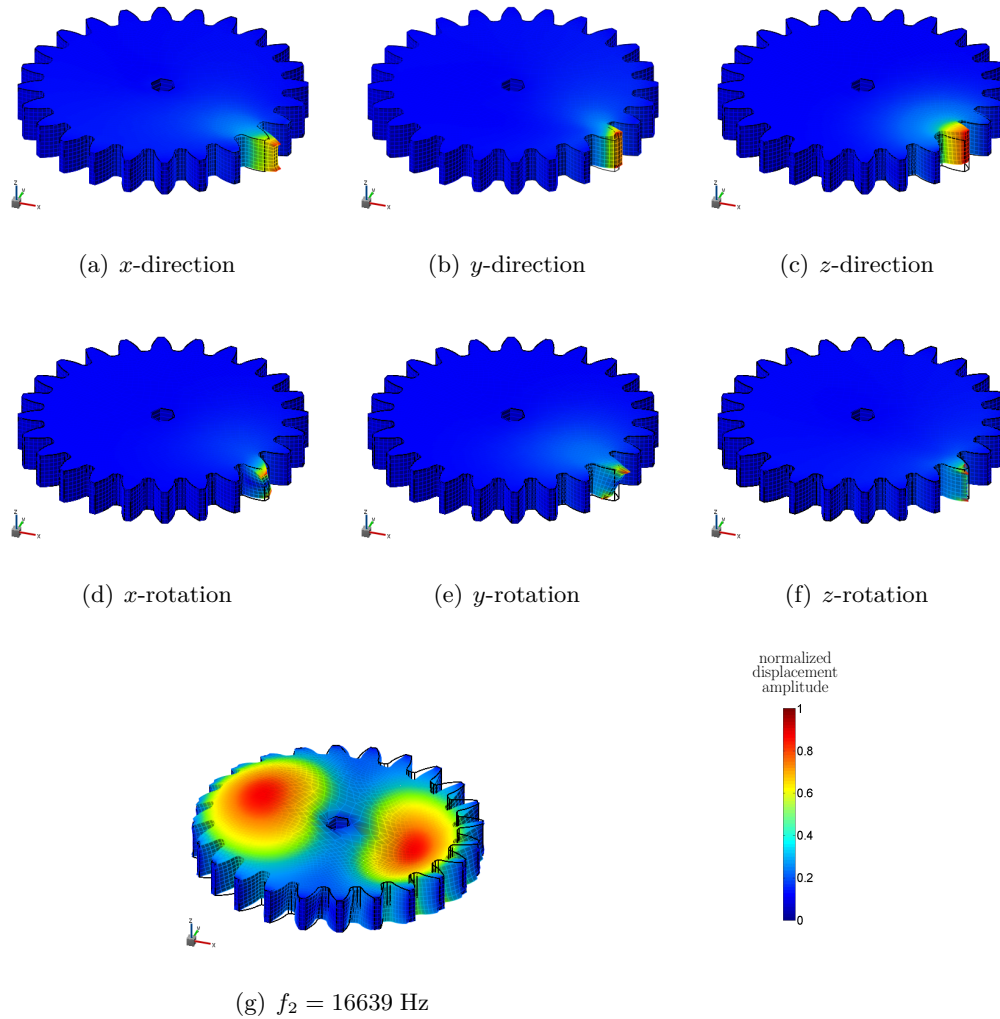 z y x
z y x
z y x
(a) x-direction
(b) y-direction
(c) z-direction
z y x
z y x
z y x
(d) x-rotation
(e) y-rotation
(f) z-rotation
normalized
displacement
amplitude
1
0.8
0.6
0.4
0.2
0
z y x
(g) f₂ = 16639 Hz